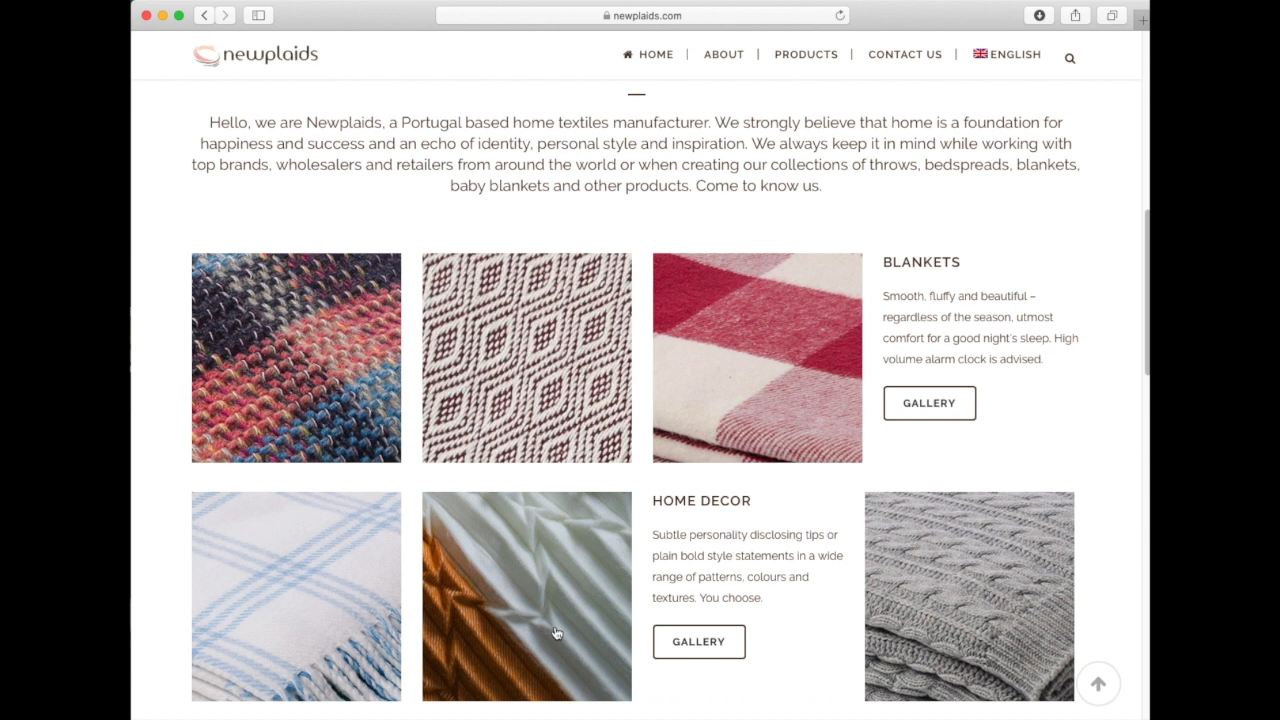 newplaids.com
newplaids
HOME | ABOUT | PRODUCTS | CONTACT US | ENGLISH
Hello, we are Newplaids, a Portugal based home textiles manufacturer. We strongly believe that home is a foundation for
happiness and success and an echo of identity, personal style and inspiration. We always keep it in mind while working with
top brands, wholesalers and retailers from around the world or when creating our collections of throws, bedspreads, blankets,
baby blankets and other products. Come to know us.
BLANKETS
Smooth, fluffy and beautiful –
regardless of the season, utmost
comfort for a good night's sleep. High
volume alarm clock is advised.
GALLERY
HOME DECOR
Subtle personality disclosing tips or
plain bold style statements in a wide
range of patterns, colours and
textures. You choose.
GALLERY